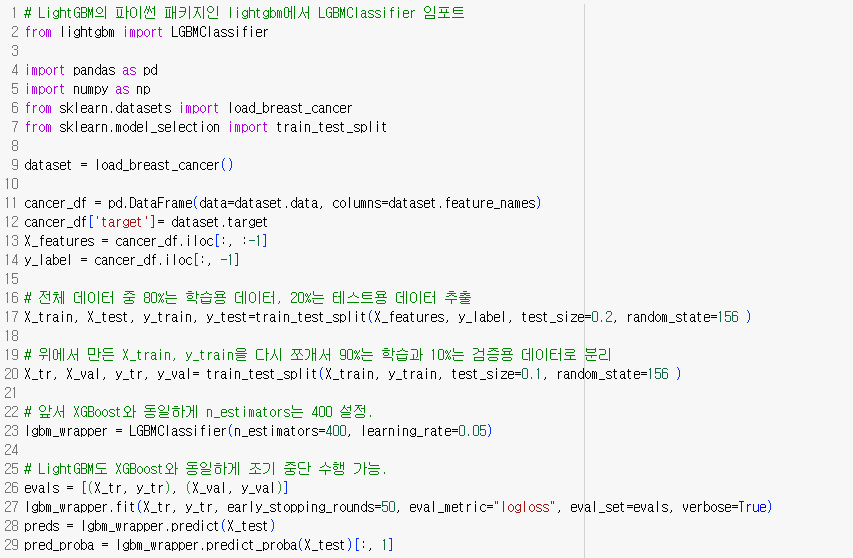 1 # LightGBM의 파이썬 패키지인 lightgbm에서 LGBMClassifier 임포트
2 from lightgbm import LGBMClassifier
3
4 import pandas as pd
5 import numpy as np
6 from sklearn.datasets import load_breast_cancer
7 from sklearn.model_selection import train_test_split
8
9 dataset = load_breast_cancer()
10
11 cancer_df = pd.DataFrame(data=dataset.data, columns=dataset.feature_names)
12 cancer_df['target']= dataset.target
13 X_features = cancer_df.iloc[:, :-1]
14 y_label = cancer_df.iloc[:, -1]
15
16 # 전체 데이터 중 80%는 학습용 데이터, 20%는 테스트용 데이터 추출
17 X_train, X_test, y_train, y_test=train_test_split(X_features, y_label, test_size=0.2, random_state=156 )
18
19 # 위에서 만든 X_train, y_train을 다시 쪼개서 90%는 학습과 10%는 검증용 데이터로 분리
20 X_tr, X_val, y_tr, y_val= train_test_split(X_train, y_train, test_size=0.1, random_state=156 )
21
22 # 앞서 XGBoost와 동일하게 n_estimators는 400 설정.
23 lgbm_wrapper = LGBMClassifier(n_estimators=400, learning_rate=0.05)
24
25 # LightGBM도 XGBoost와 동일하게 조기 중단 수행 가능.
26 evals = [(X_tr, y_tr), (X_val, y_val)]
27 lgbm_wrapper.fit(X_tr, y_tr, early_stopping_rounds=50, eval_metric="logloss", eval_set=evals, verbose=True)
28 preds = lgbm_wrapper.predict(X_test)
29 pred_proba = lgbm_wrapper.predict_proba(X_test)[:, 1]